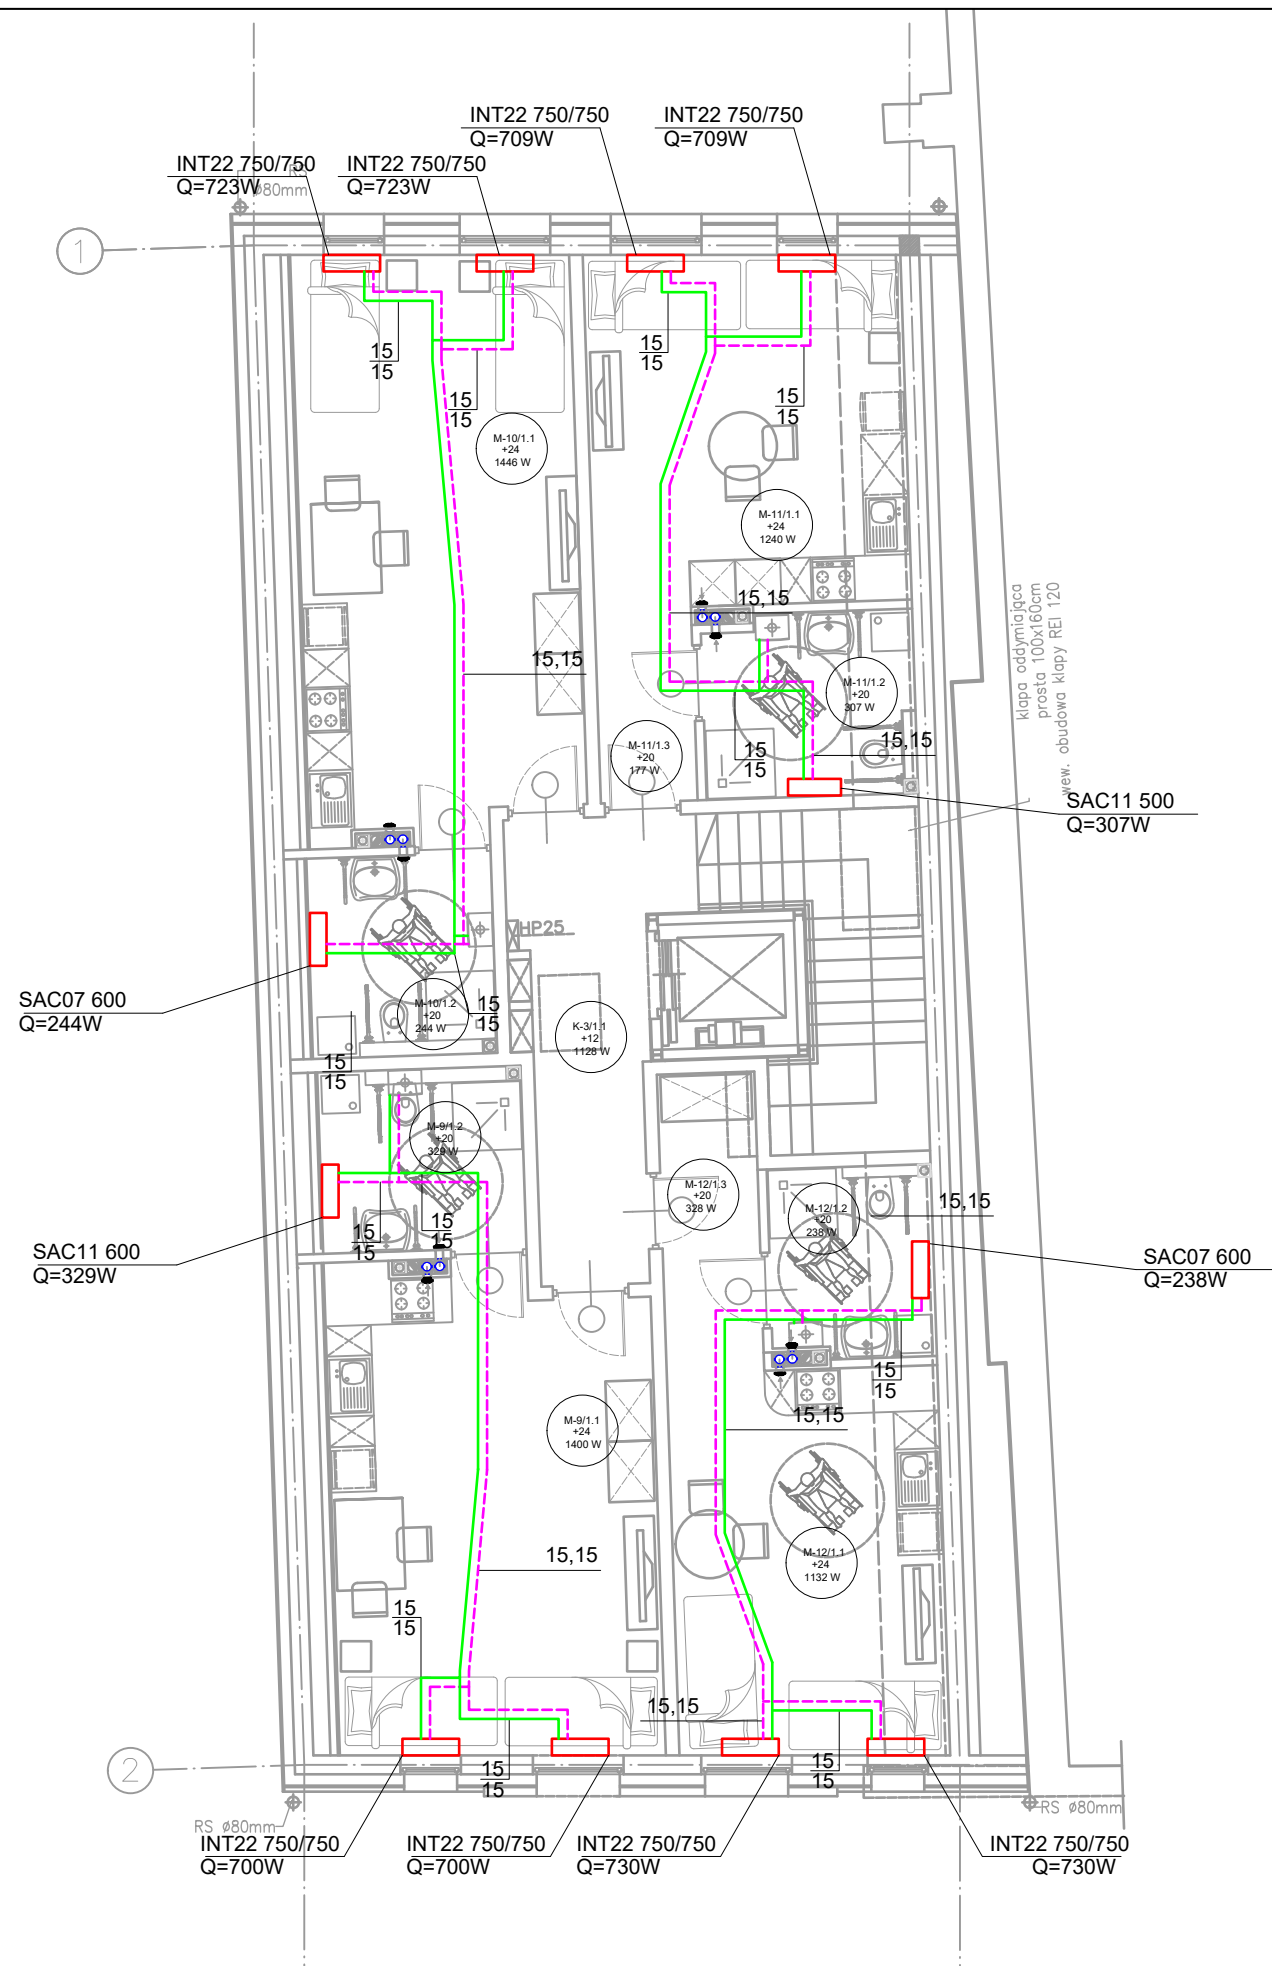 INT22 750/750
Q=709W
INT22 750/750
Q=709W
INT22 750/750
Q=723W
INT22 750/750
Q=723W
RS
Ø80mm
1
15
15
15
15
15
15
15
15
M-10/1.1
+24
1446 W
M-11/1.1
+24
1240 W
15,15
15,15
klapa oddymiająca
prosta 100x160cm
wew. obudowa klapy REI 120
M-11/1.2
+20
307 W
M-11/1.3
+20
177 W
15
15
15,15
SAC11 500
Q=307W
HP25
SAC07 600
Q=244W
M-10/1.2
+20
244 W
15
15
K-3/1.1
+12
1128 W
15
15
M-9/1.2
+20
329 W
M-12/1.3
+20
328 W
M-12/1.2
+20
238 W
15,15
15
15
15
15
SAC11 600
Q=329W
SAC07 600
Q=238W
15
15
15,15
M-9/1.1
+24
1400 W
15,15
M-12/1.1
+24
1132 W
15
15
15,15
15
15
15
15
2
RS Ø80mm
RS Ø80mm
INT22 750/750
Q=700W
INT22 750/750
Q=700W
INT22 750/750
Q=730W
INT22 750/750
Q=730W